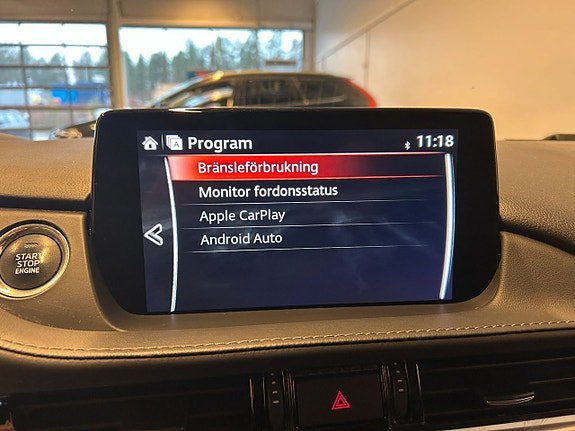 A Program 11:18
Bränsleförbrukning
Monitor fordonsstatus
Apple CarPlay
Android Auto
START
STOP
ENGINE